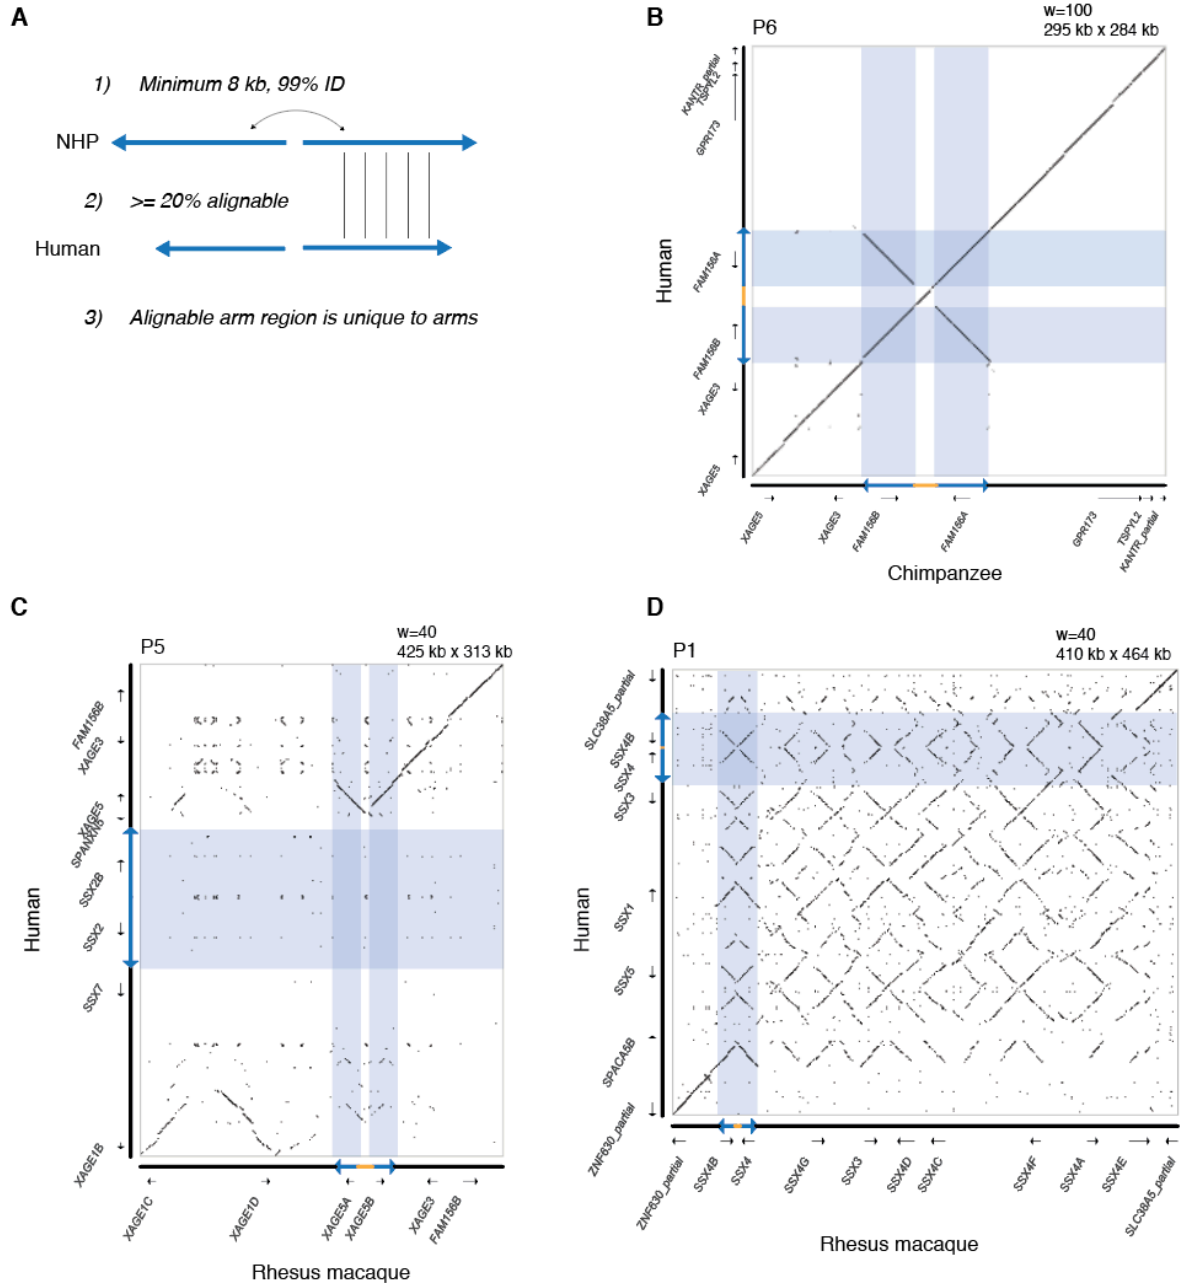 A
1) Minimum 8 kb, 99% ID
NHP
2) >= 20% alignable
Human
3) Alignable arm region is unique to arms
B
P6
w=100
295 kb x 284 kb
KANTR_partial
TSPYL2
GPR173
FAM156A
FAM156B
XAGE3
XAGE5
Human
XAGE5
XAGE3
FAM156B
FAM156A
GPR173
TSPYL2
KANTR_partial
Chimpanzee
C
P5
w=40
425 kb x 313 kb
FAM156B
XAGE3
XAGE5
SPANXN5
SSX2B
SSX2
SSX7
XAGE1B
Human
XAGE1C
XAGE1D
XAGE5A
XAGE5B
XAGE3
FAM156B
Rhesus macaque
D
P1
w=40
410 kb x 464 kb
SLC38A5_partial
SSX4B
SSX4
SSX3
SSX1
SSX5
SPACA5B
ZNF630_partial
Human
ZNF630_partial
SSX4B
SSX4
SSX4G
SSX3
SSX4D
SSX4C
SSX4F
SSX4A
SSX4E
SLC38A5_partial
Rhesus macaque